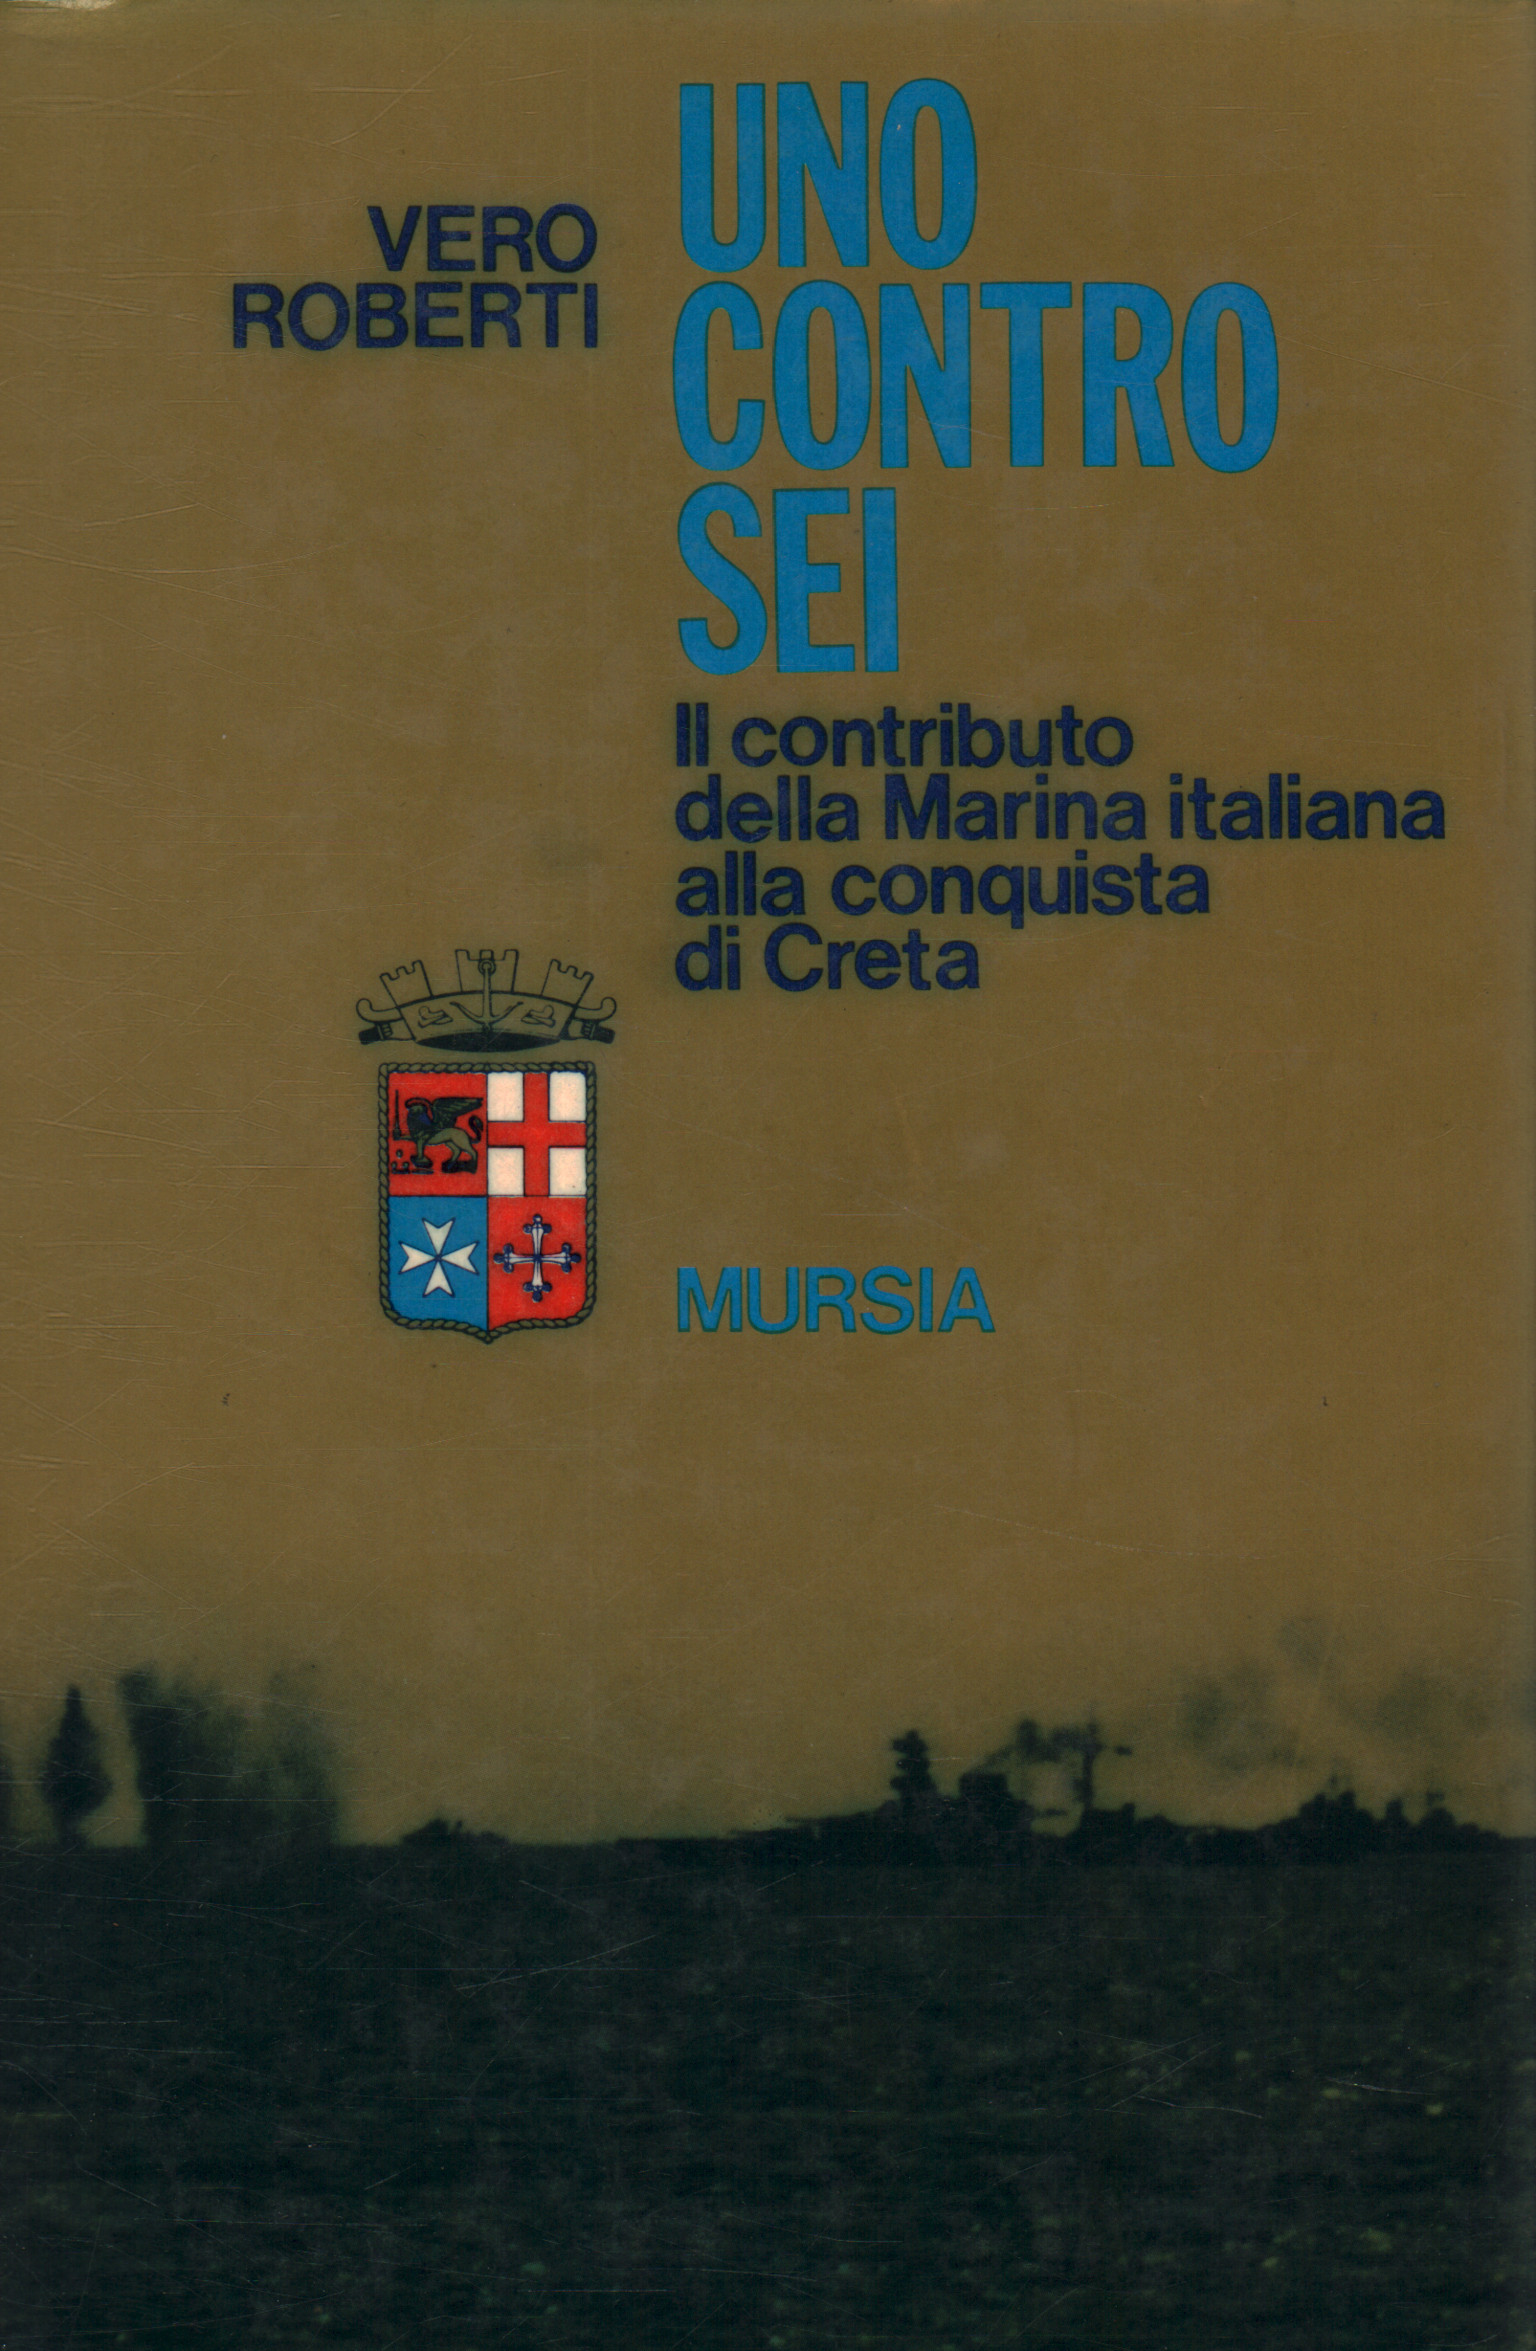 VERO
ROBERTI
UNO
CONTRO
SEI
Il contributo
della Marina italiana
alla conquista
di Creta
MURSIA